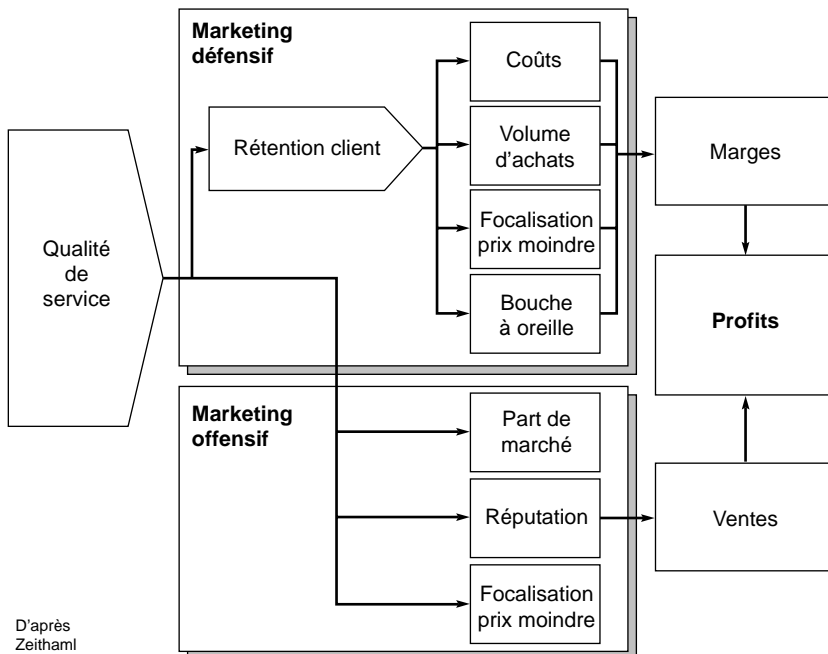 Marketing
défensif
Coûts
Rétention client
Volume
d'achats
Marges
Focalisation
prix moindre
Qualité
de
service
Bouche
à oreille
Profits
Marketing
offensif
Part de
marché
Réputation
Ventes
Focalisation
prix moindre
D'après
Zeithaml